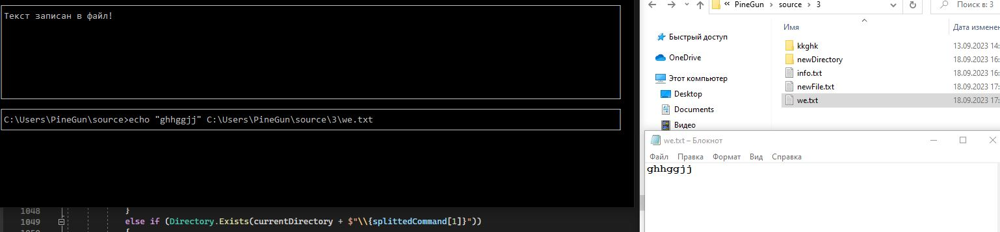 Текст записан в файл!
C:\Users\PineGun\source>echo "ghhggjj" C:\Users\PineGun\source\3\we.txt
1048 }
1049 else if (Directory.Exists(currentDirectory + $"\\{splittedCommand[1]}"))
« PineGun > source > 3
Поиск в: 3
Быстрый доступ
OneDrive
Этот компьютер
Desktop
Documents
Видео
Имя Дата изменен
kkghk 13.09.2023 14:
newDirectory 18.09.2023 16:
info.txt 18.09.2023 16:
newFile.txt 18.09.2023 17:
we.txt 18.09.2023 17:
we.txt – Блокнот
Файл Правка Формат Вид Справка
ghhggjj